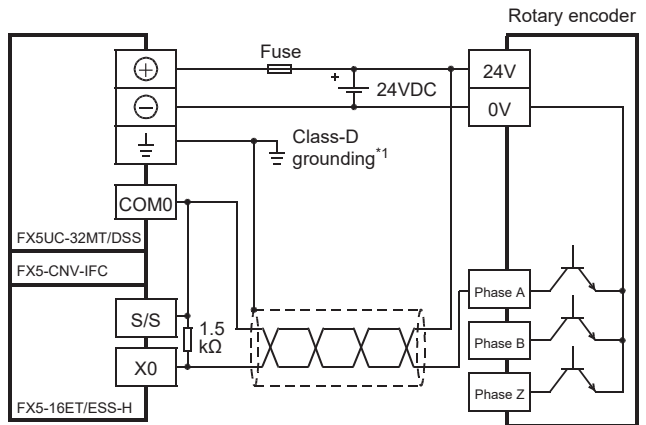 Rotary encoder
Fuse
24V
+
24VDC
0V
Class-D
grounding*1
COM0
FX5UC-32MT/DSS
FX5-CNV-IFC
Phase A
S/S
1.5
kΩ
Phase B
X0
Phase Z
FX5-16ET/ESS-H